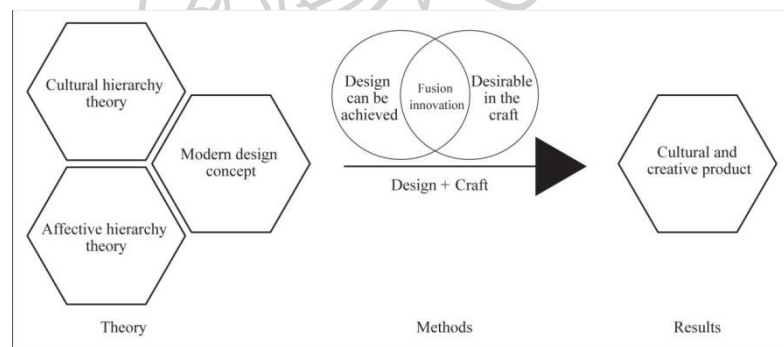 Cultural hierarchy
theory
Modern design
concept
Affective hierarchy
theory
Design
can be
achieved
Fusion
innovation
Desirable
in the
craft
Design + Craft
Cultural and
creative product
Theory
Methods
Results